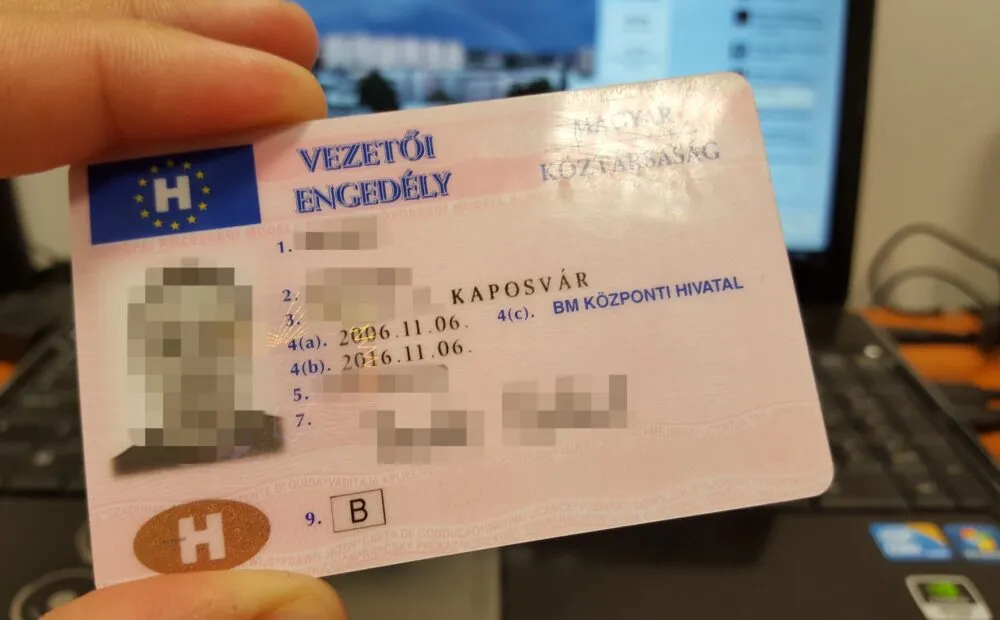 H
VEZETŐI
ENGEDÉLY
MAGYAR
KÖZTÁRSASÁG
1.
2.
3. KAPOSVÁR
4(a). 2006.11.06. 4(c). BM KÖZPONTI HIVATAL
4(b). 2016.11.06.
5.
7.
9. B
H